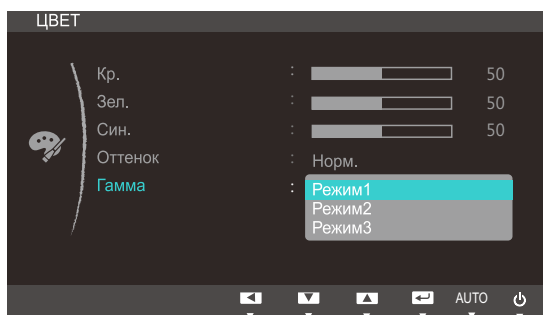 ЦВЕТ
Кр. : 50
Зел. : 50
Син. : 50
Оттенок : Норм.
Гамма : Режим1
Режим2
Режим3
AUTO